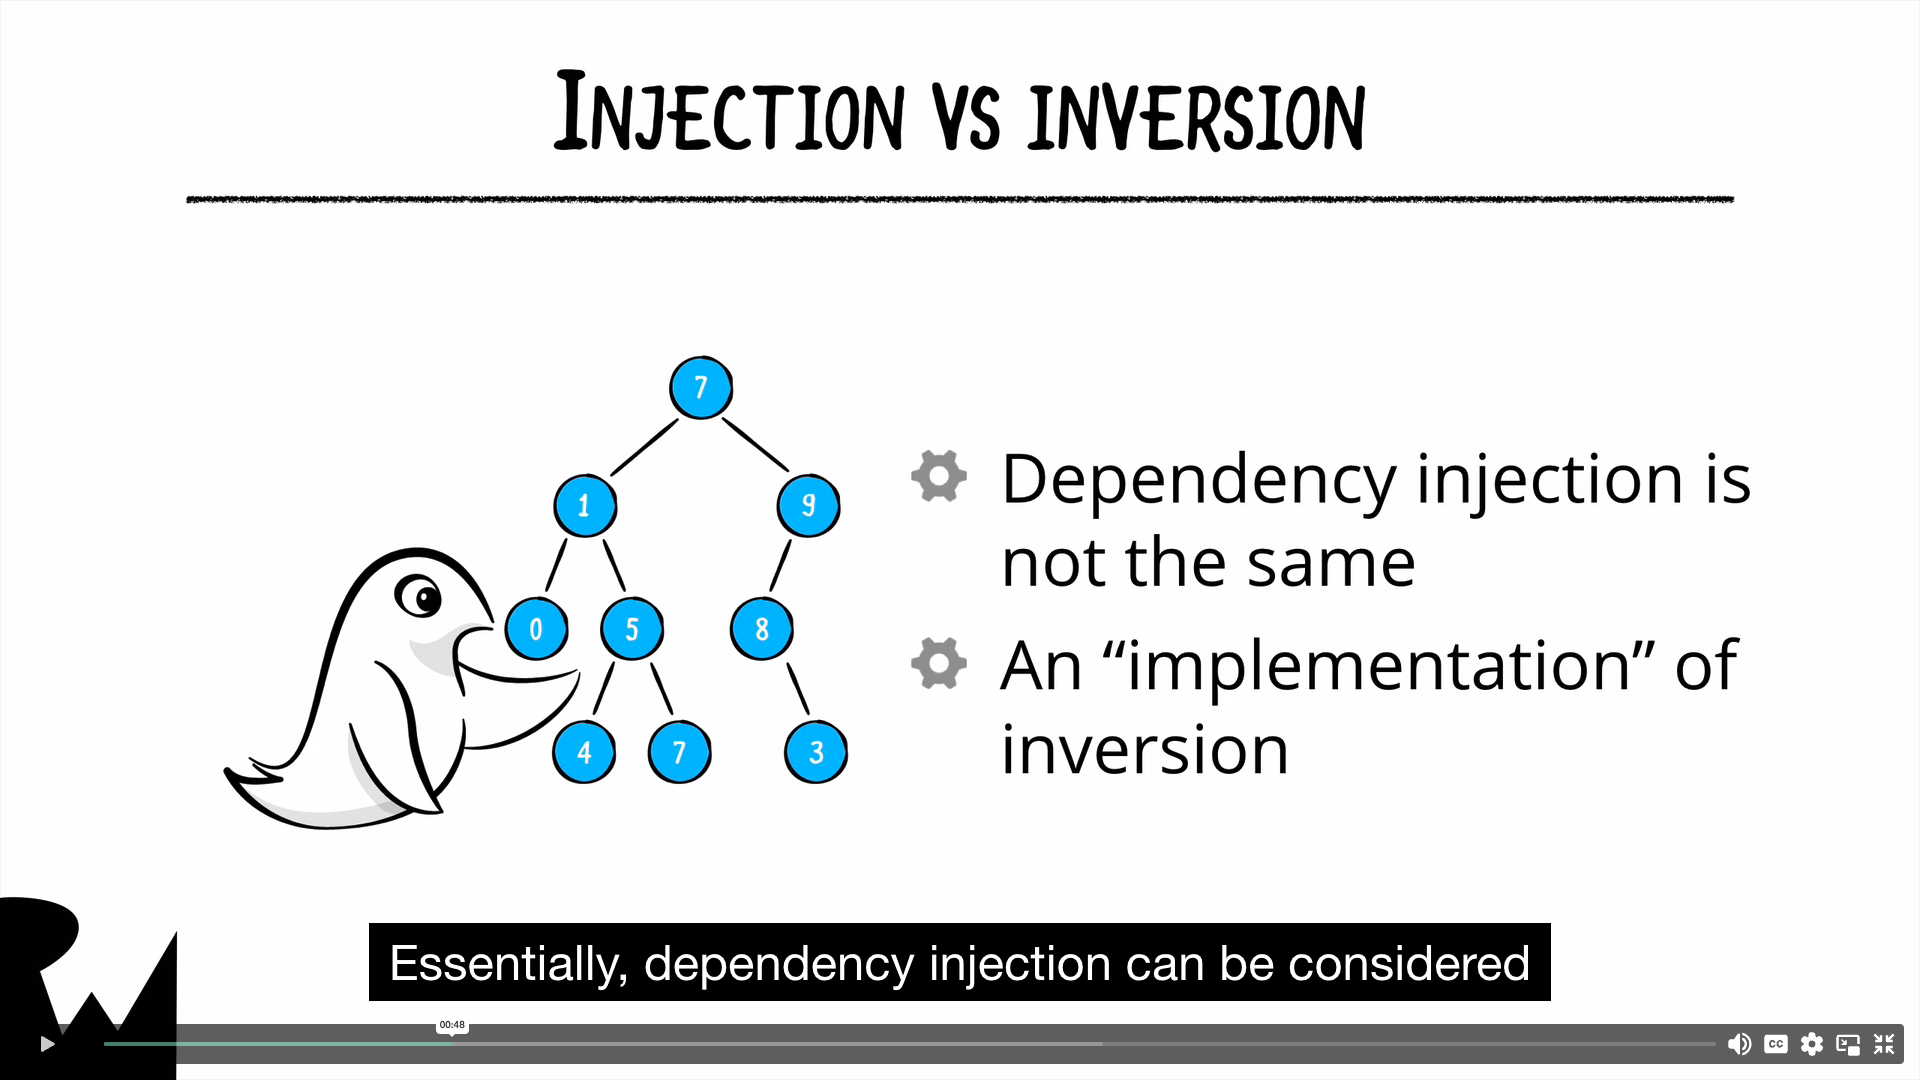 INJECTION VS INVERSION
7
1 9
0 5 8
4 7 3
Dependency injection is
not the same
An “implementation” of
inversion
Essentially, dependency injection can be considered
00:48
CC